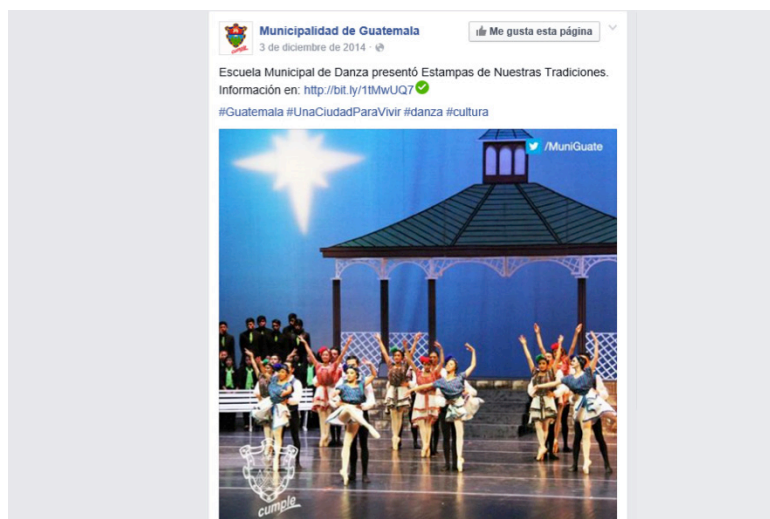 Municipalidad de Guatemala
Me gusta esta página
3 de diciembre de 2014
Escuela Municipal de Danza presentó Estampas de Nuestras Tradiciones.
Información en: http://bit.ly/1tMwUQ7
#Guatemala #UnaCiudadParaVivir #danza #cultura
/MuniGuate
cumple